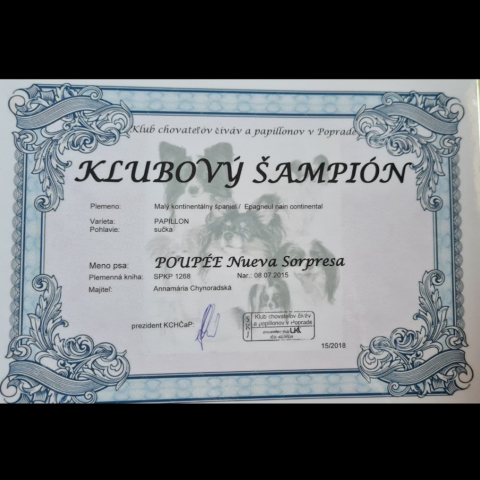 Klub chovateľov čiváv a papillonov v Poprade
KLUBOVÝ ŠAMPIÓN
Plemeno: Malý kontinentálny španiel / Epagneul nain continental
Varieta: PAPILLON
Pohlavie: sučka
Meno psa: POUPÉE Nueva Sorpresa
Plemenná kniha: SPKP 1268 Nar.: 08.07.2015
Majiteľ: Annamária Chynoradská
prezident KCHČaP:
Klub chovateľov čiváv
a papillonov v Poprade
15/2018